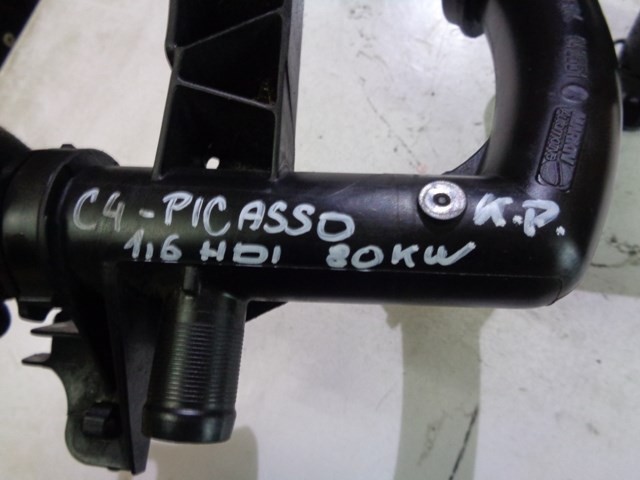 C4-PICASSO K.P.
1,6 HDI 80KW